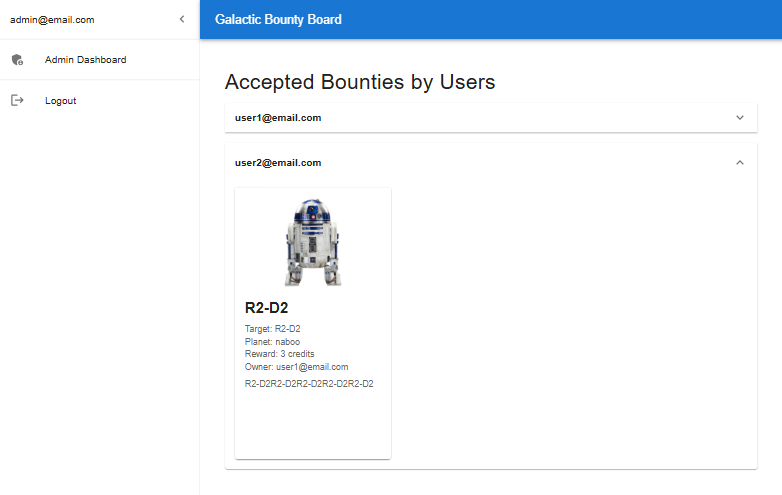 admin@email.com
Galactic Bounty Board
Admin Dashboard
Logout
Accepted Bounties by Users
user1@email.com
user2@email.com
R2-D2
Target: R2-D2
Planet: naboo
Reward: 3 credits
Owner: user1@email.com
R2-D2R2-D2R2-D2R2-D2R2-D2